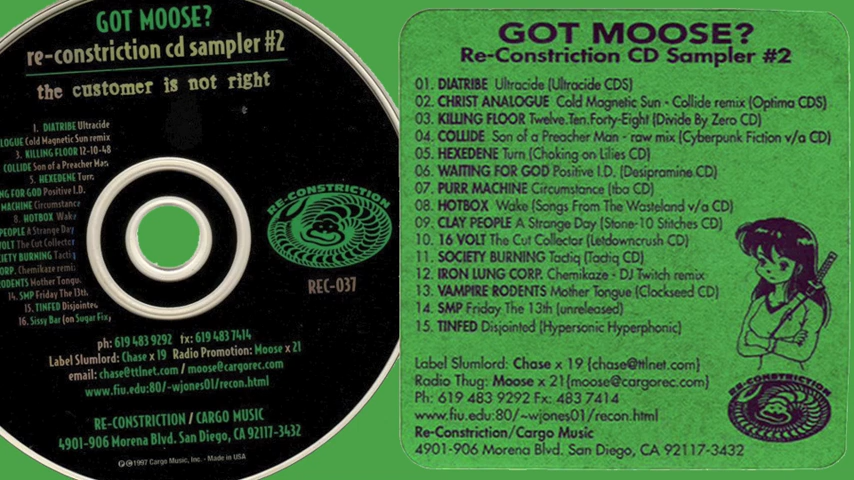 GOT MOOSE?
re-constriction cd sampler #2
the customer is not right
1. DIATRIBE Ultracide
LOGUE Cold Magnetic Sun remix
3. KILLING FLOOR 12-10-48
COLLIDE Son of a Preacher Man
5. HEXEDENE Turn
NG FOR GOD Positive I.D.
MACHINE Circumstance
8. HOTBOX Wake
PEOPLE A Strange Day
VOLT The Cut Collector
ETY BURNING Tactiq
CORP. Chemikaze remix
RODENTS Mother Tongue
14. SMP Friday The 13th.
15. TINFED Disjointed
16. Sissy Bar (on Sugar Fix)
RE-CONSTRICTION
REC-037
ph: 619 483 9292 fx: 619 483 7414
Label Slumlord: Chase x 19 Radio Promotion: Moose x 21
email: chase@ttlnet.com / moose@cargorec.com
www.fiu.edu:80/~wjones01/recon.html
RE-CONSTRICTION / CARGO MUSIC
4901-906 Morena Blvd. San Diego, CA 92117-3432
℗©1997 Cargo Music, Inc. - Made in USA
GOT MOOSE?
Re-Constriction CD Sampler #2
01. DIATRIBE Ultracide (Ultracide CDS)
02. CHRIST ANALOGUE Cold Magnetic Sun - Collide remix (Optima CDS)
03. KILLING FLOOR Twelve.Ten.Forty-Eight (Divide By Zero CD)
04. COLLIDE Son of a Preacher Man - raw mix (Cyberpunk Fiction v/a CD)
05. HEXEDENE Turn (Choking on Lilies CD)
06. WAITING FOR GOD Positive I.D. (Desipramine CD)
07. PURR MACHINE Circumstance (tba CD)
08. HOTBOX Wake (Songs From The Wasteland v/a CD)
09. CLAY PEOPLE A Strange Day (Stone-10 Stitches CD)
10. 16 VOLT The Cut Collector (Letdowncrush CD)
11. SOCIETY BURNING Tactiq (Tactiq CD)
12. IRON LUNG CORP. Chemikaze - DJ Twitch remix
13. VAMPIRE RODENTS Mother Tongue (Clockseed CD)
14. SMP Friday The 13th (unreleased)
15. TINFED Disjointed (Hypersonic Hyperphonic)
Label Slumlord: Chase x 19 {chase@ttlnet.com}
Radio Thug: Moose x 21{moose@cargorec.com}
Ph: 619 483 9292 Fx: 483 7414
www.fiu.edu:80/~wjones01/recon.html
Re-Constriction/Cargo Music
4901-906 Morena Blvd. San Diego, CA 92117-3432
RE-CONSTRICTION